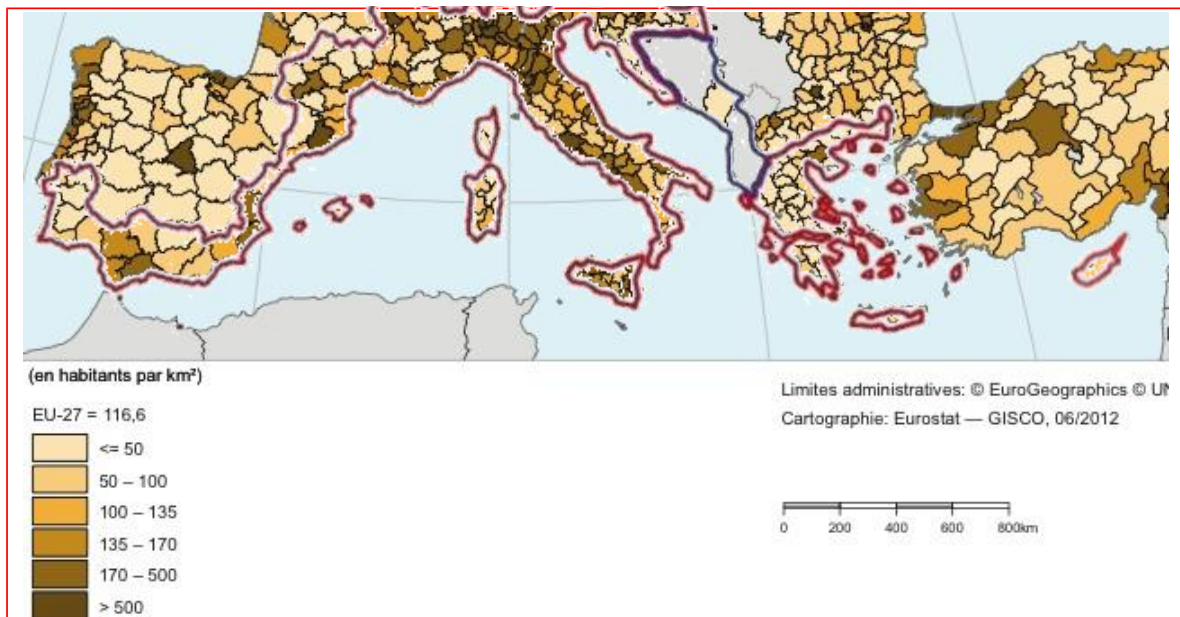 (en habitants par km²)
EU-27 = 116,6
<= 50
50 – 100
100 – 135
135 – 170
170 – 500
> 500
Limites administratives: © EuroGeographics © UN
Cartographie: Eurostat — GISCO, 06/2012
0 200 400 600 800km